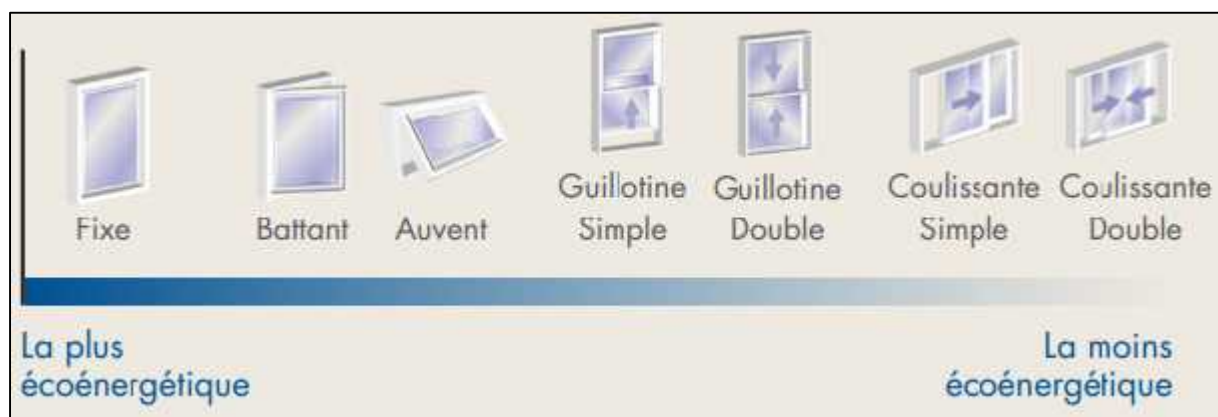 Fixe
Battant
Auvent
Guillotine
Simple
Guillotine
Double
Coulissante
Simple
Coulissante
Double
La plus
écoénergétique
La moins
écoénergétique